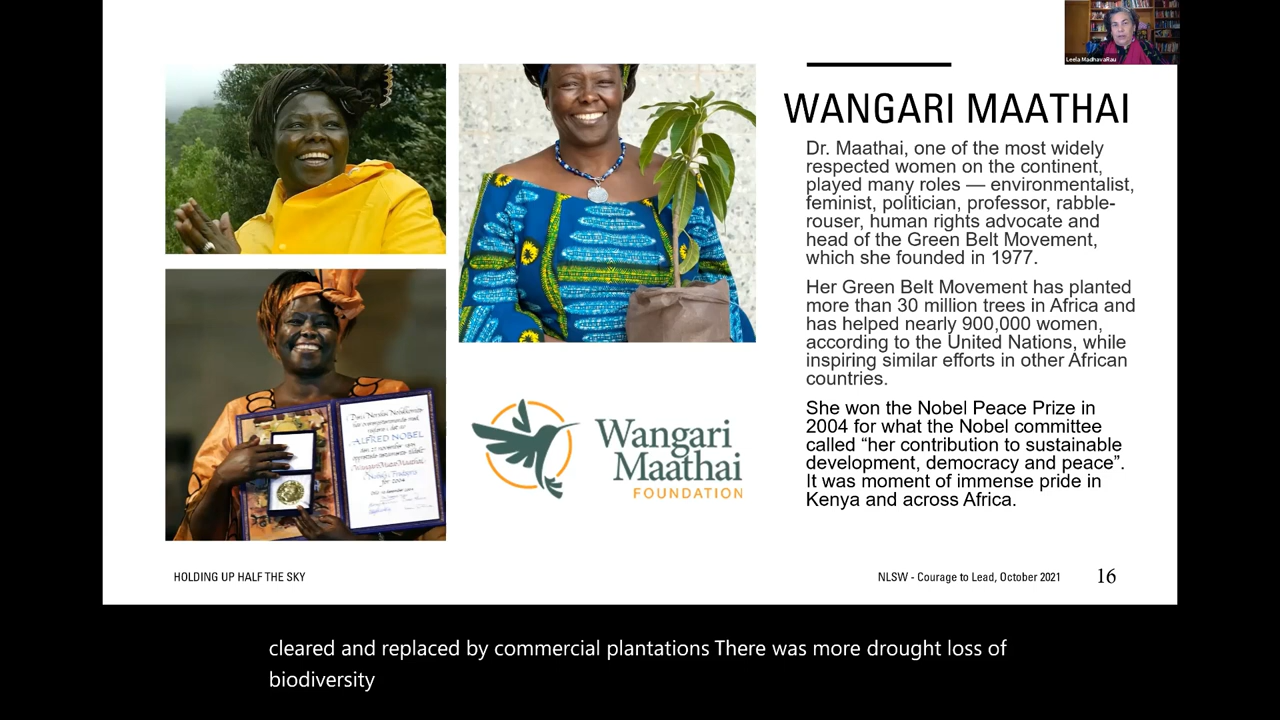 Leela MadhavaRau
WANGARI MAATHAI
Dr. Maathai, one of the most widely
respected women on the continent,
played many roles — environmentalist,
feminist, politician, professor, rabble-
rouser, human rights advocate and
head of the Green Belt Movement,
which she founded in 1977.
Her Green Belt Movement has planted
more than 30 million trees in Africa and
has helped nearly 900,000 women,
according to the United Nations, while
inspiring similar efforts in other African
countries.
She won the Nobel Peace Prize in
2004 for what the Nobel committee
called “her contribution to sustainable
development, democracy and peace”.
It was moment of immense pride in
Kenya and across Africa.
ALFRED NOBEL
Wangari
Maathai
FOUNDATION
HOLDING UP HALF THE SKY
NLSW - Courage to Lead, October 2021
16
cleared and replaced by commercial plantations There was more drought loss of
biodiversity